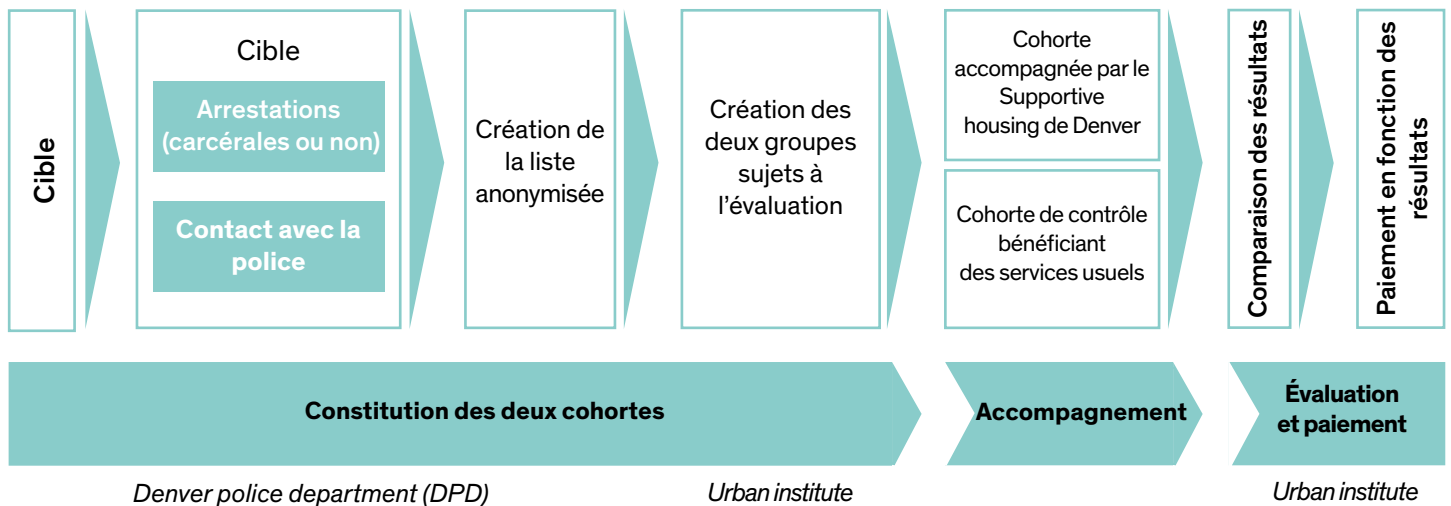 Cible
Cible
Arrestations
(carcérales ou non)
Contact avec la
police
Création de
la liste
anonymisée
Création des
deux groupes
sujets à
l’évaluation
Cohorte
accompagnée par le
Supportive
housing de Denver
Cohorte de contrôle
bénéficiant
des services usuels
Comparaison des résultats
Paiement en fonction des
résultats
Constitution des deux cohortes
Accompagnement
Évaluation
et paiement
Denver police department (DPD)
Urban institute
Urban institute